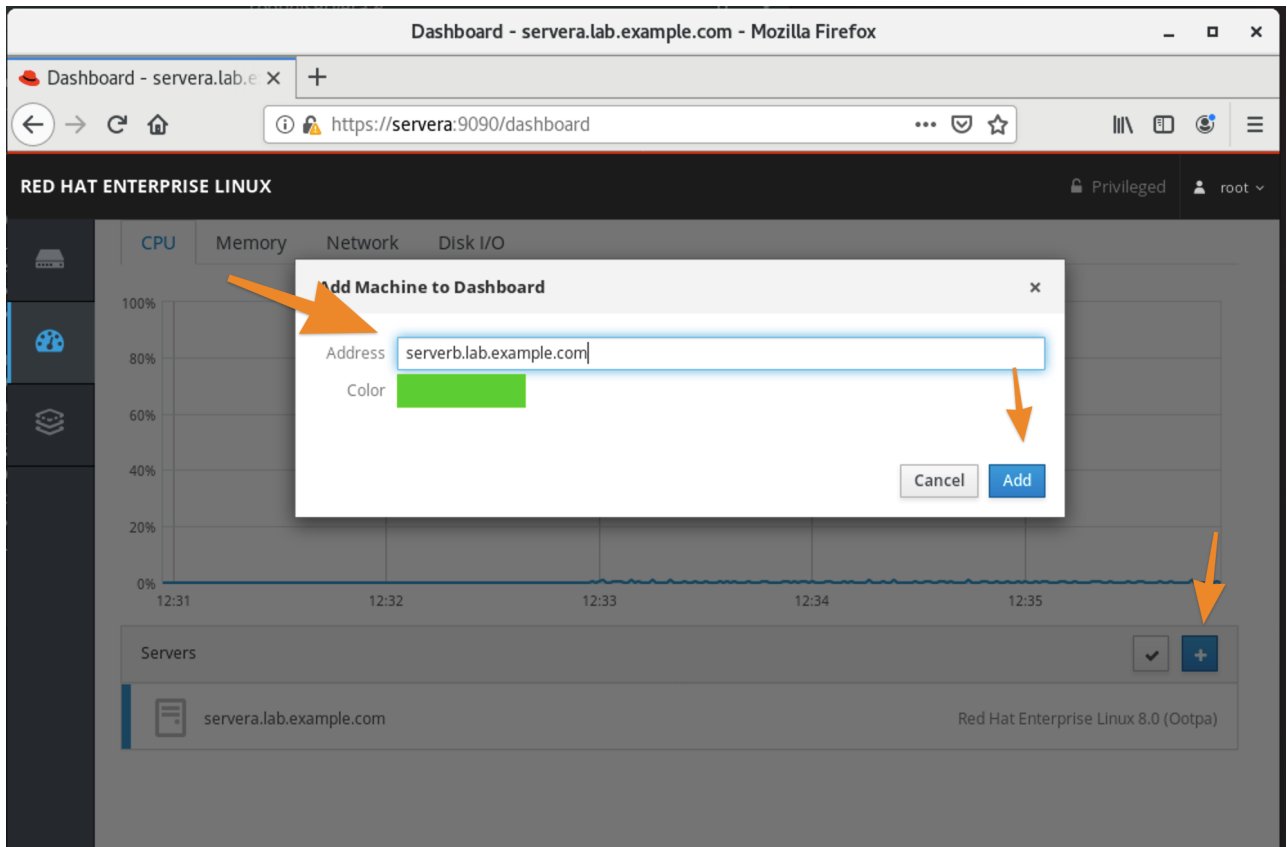 Dashboard - servera.lab.example.com - Mozilla Firefox
Dashboard - servera.lab.e
https://servera:9090/dashboard
RED HAT ENTERPRISE LINUX
Privileged
root
CPU Memory Network Disk I/O
Add Machine to Dashboard
Address serverb.lab.example.com
Color
Cancel Add
100%
80%
60%
40%
20%
0%
12:31 12:32 12:33 12:34 12:35
Servers
servera.lab.example.com Red Hat Enterprise Linux 8.0 (Ootpa)